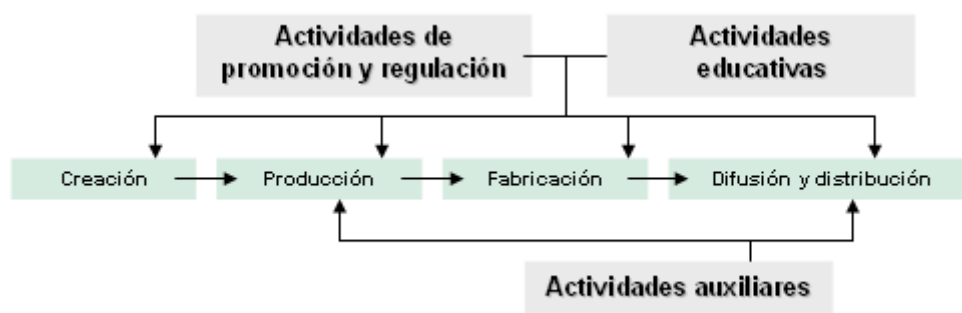 Actividades de
promoción y regulación
Actividades
educativas
Creación
Producción
Fabricación
Difusión y distribución
Actividades auxiliares